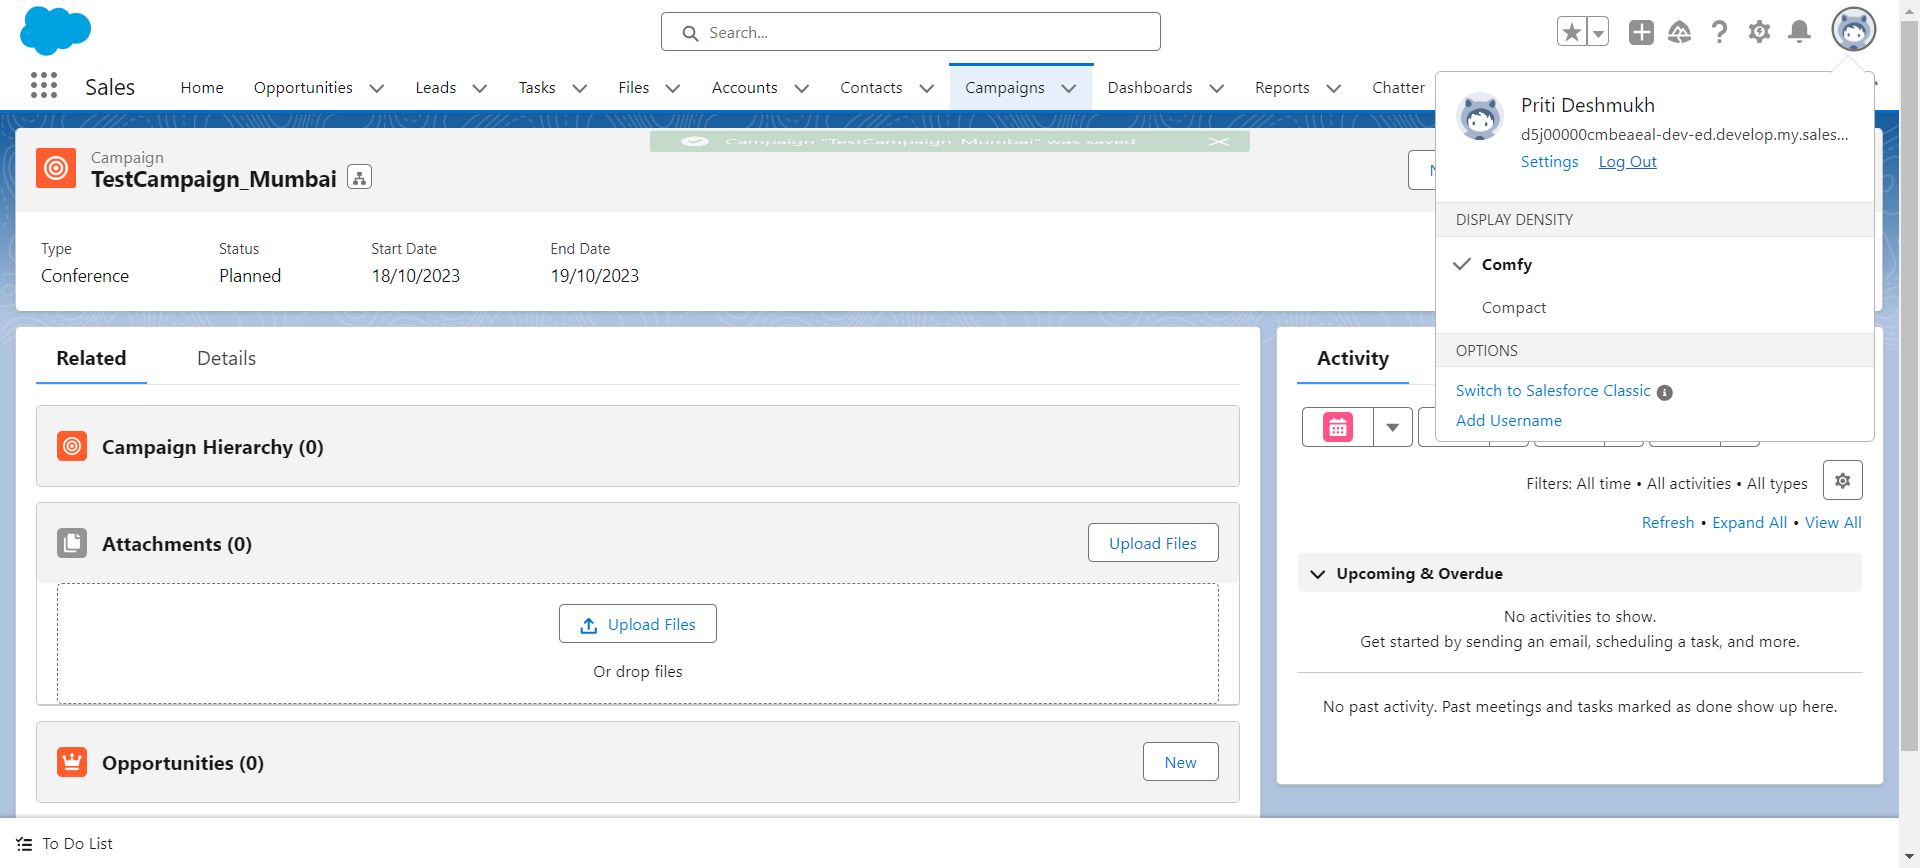 Search...
Sales
Home
Opportunities
Leads
Tasks
Files
Accounts
Contacts
Campaigns
Dashboards
Reports
Chatter
Campaign "TestCampaign_Mumbai" was saved.
Campaign
TestCampaign_Mumbai
Type
Conference
Status
Planned
Start Date
18/10/2023
End Date
19/10/2023
Priti Deshmukh
d5j00000cmbeaeal-dev-ed.develop.my.sales...
Settings
Log Out
DISPLAY DENSITY
Comfy
Compact
OPTIONS
Switch to Salesforce Classic
Add Username
Related
Details
Campaign Hierarchy (0)
Attachments (0)
Upload Files
Upload Files
Or drop files
Opportunities (0)
New
Activity
Filters: All time • All activities • All types
Refresh • Expand All • View All
Upcoming & Overdue
No activities to show.
Get started by sending an email, scheduling a task, and more.
No past activity. Past meetings and tasks marked as done show up here.
To Do List